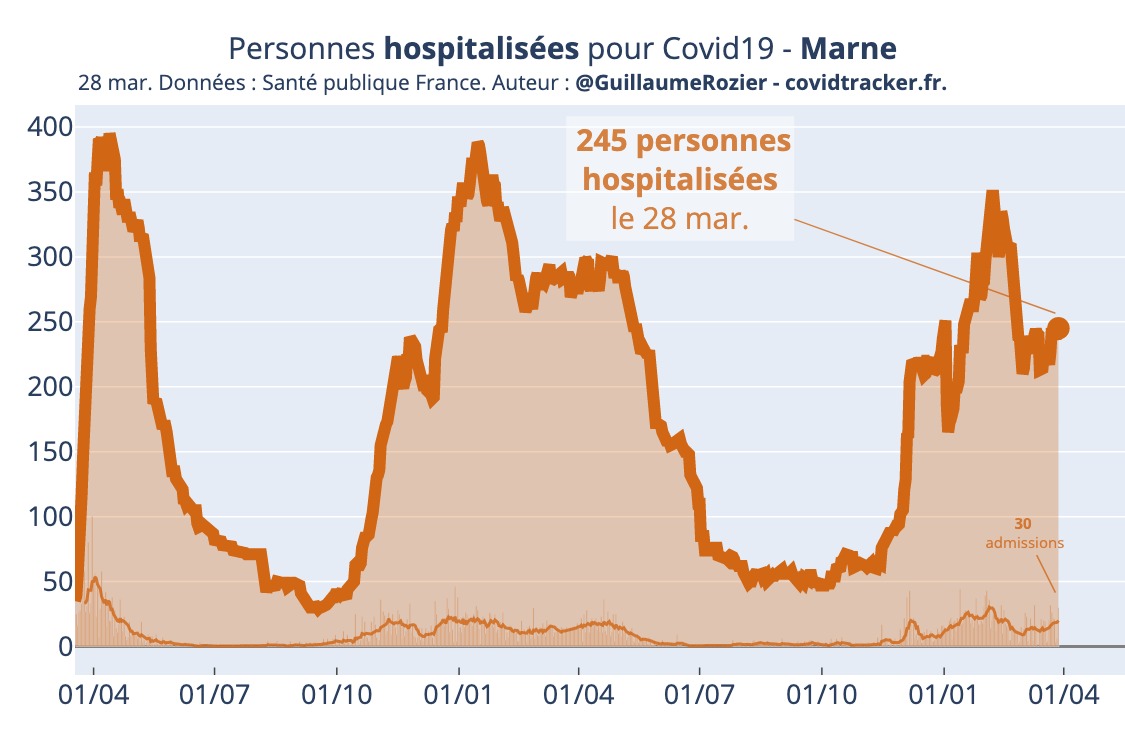 Personnes hospitalisées pour Covid19 - Marne
28 mar. Données : Santé publique France. Auteur : @GuillaumeRozier - covidtracker.fr.
400
245 personnes
hospitalisées
le 28 mar.
350
300
250
200
150
100
30
admissions
50
0
01/04 01/07 01/10 01/01 01/04 01/07 01/10 01/01 01/04